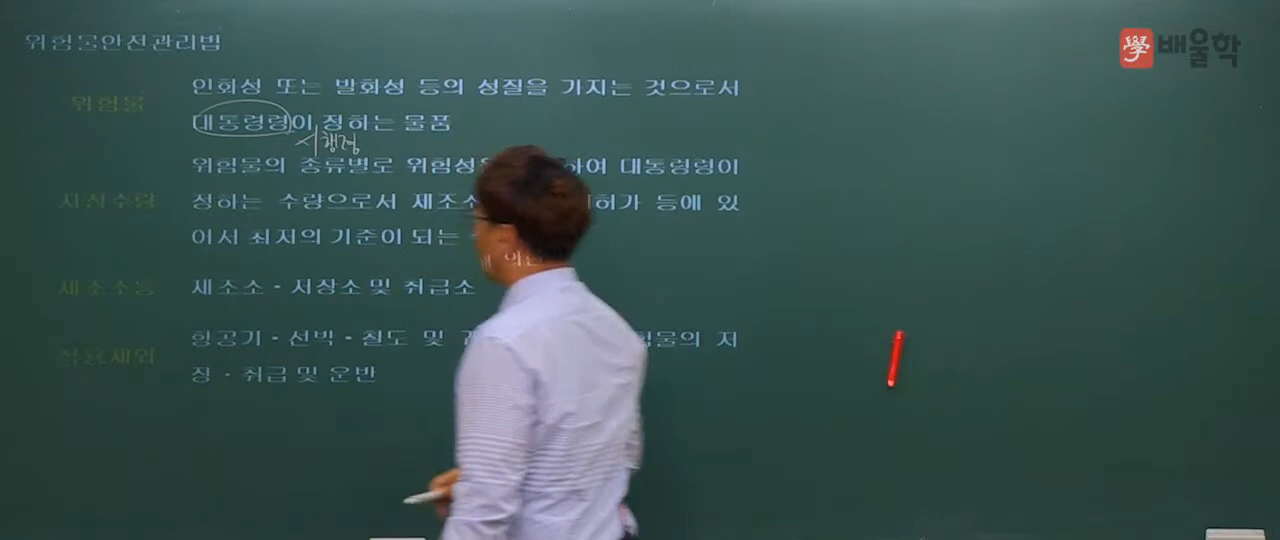 위험물안전관리법
學 배울학
위험물
인화성 또는 발화성 등의 성질을 가지는 것으로서
대통령령이 정하는 물품
시행령
위험물의 종류별로 위험성을 하여 대통령령이
지정수량
정하는 수량으로서 제조소 허가 등에 있
어서 최저의 기준이 되는
제조소등
제조소·저장소 및 취급소
적용제외
항공기·선박·철도 및 험물의 저
장·취급 및 운반